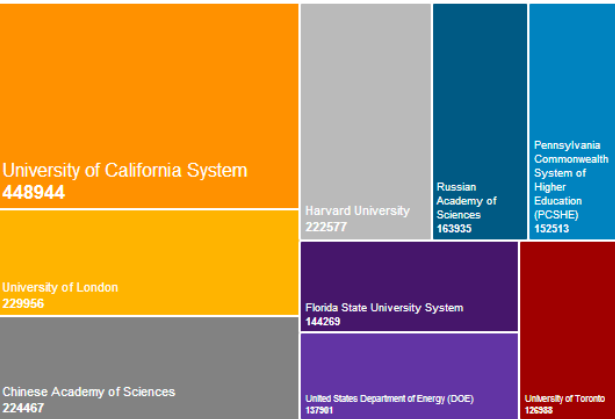 University of California System
448944
University of London
229956
Chinese Academy of Sciences
224467
Harvard University
222577
Russian
Academy of
Sciences
163935
Pennsylvania
Commonwealth
System of
Higher
Education
(PCSHE)
152513
Florida State University System
144269
United States Department of Energy (DOE)
137901
University of Toronto
126988